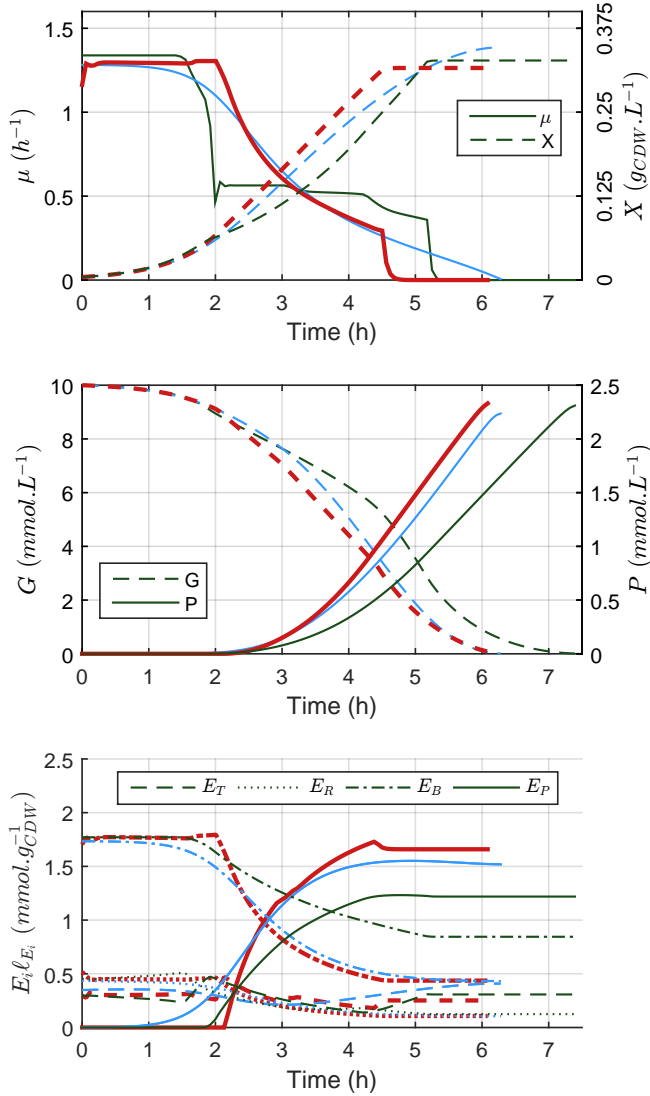 1.5
1
0.5
0
μ (h⁻¹)
0.375
0.25
0.125
0
X (g_CDW.L⁻¹)
μ
X
0 1 2 3 4 5 6 7
Time (h)
10
8
6
4
2
0
G (mmol.L⁻¹)
2.5
2
1.5
1
0.5
0
P (mmol.L⁻¹)
G
P
0 1 2 3 4 5 6 7
Time (h)
2.5
2
1.5
1
0.5
0
E_i ℓ_{E_i} (mmol.g_{CDW}^{-1})
E_T E_R E_B E_P
0 1 2 3 4 5 6 7
Time (h)